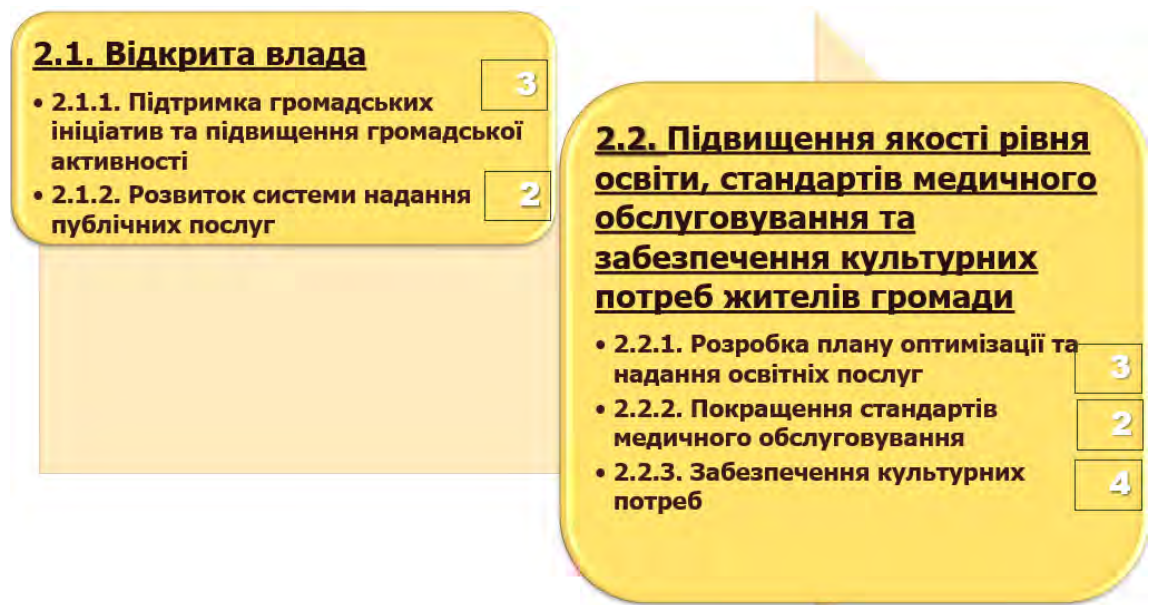 2.1. Відкрита влада
3
• 2.1.1. Підтримка громадських
ініціатив та підвищення громадської
активності
• 2.1.2. Розвиток системи надання
публічних послуг
2
2.2. Підвищення якості рівня
освіти, стандартів медичного
обслуговування та
забезпечення культурних
потреб жителів громади
• 2.2.1. Розробка плану оптимізації та
надання освітніх послуг
3
• 2.2.2. Покращення стандартів
медичного обслуговування
2
• 2.2.3. Забезпечення культурних
потреб
4